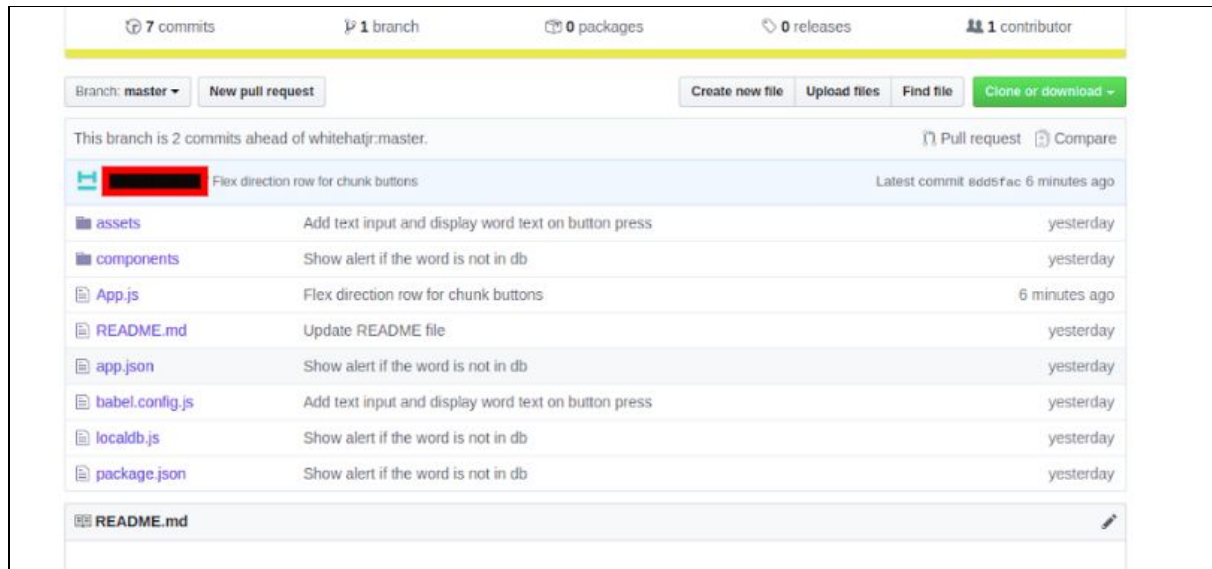 7 commits 1 branch 0 packages 0 releases 1 contributor
Branch: master New pull request Create new file Upload files Find file Clone or download
This branch is 2 commits ahead of whitehatjr:master. Pull request Compare
Flex direction row for chunk buttons Latest commit 8dd5fac 6 minutes ago
assets Add text input and display word text on button press yesterday
components Show alert if the word is not in db yesterday
App.js Flex direction row for chunk buttons 6 minutes ago
README.md Update README file yesterday
app.json Show alert if the word is not in db yesterday
babel.config.js Add text input and display word text on button press yesterday
localdb.js Show alert if the word is not in db yesterday
package.json Show alert if the word is not in db yesterday
README.md